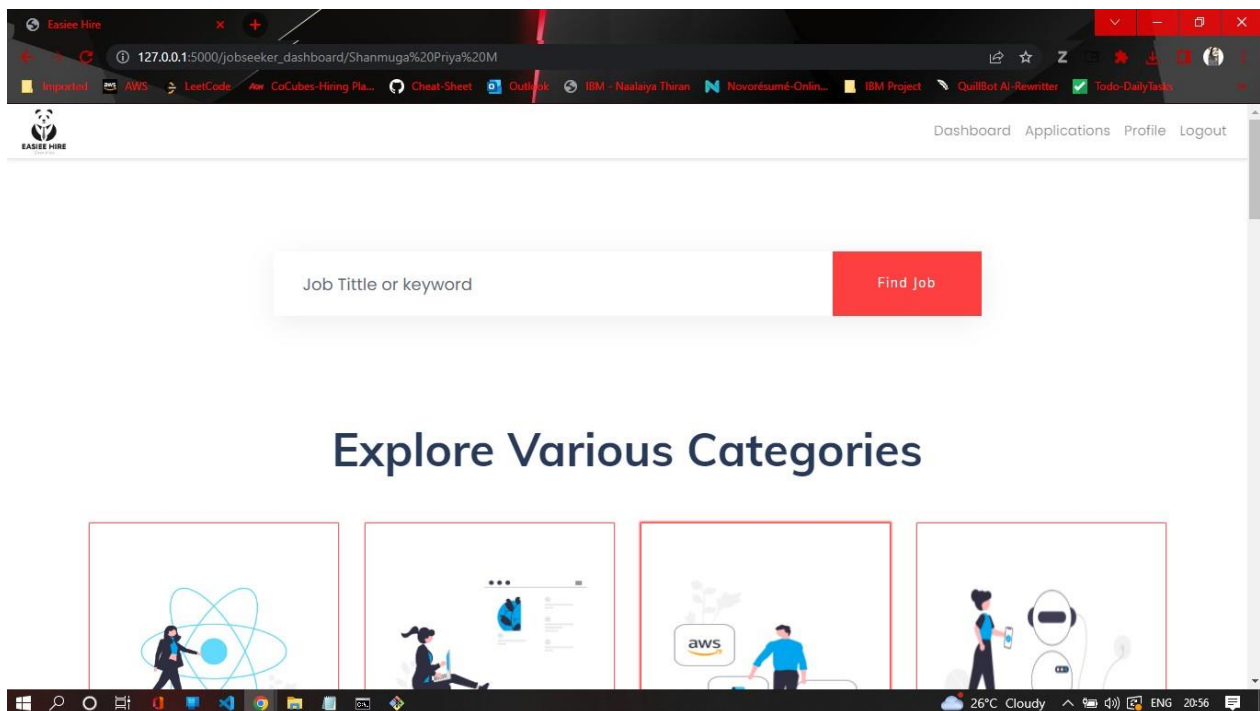 Easiee Hire
127.0.0.1:5000/jobseeker_dashboard/Shanmuga%20Priya%20M
Imported AWS LeetCode CoCubes-Hiring Pla... Cheat-Sheet Outlook IBM - Naalaiya Thiran Novorésumé-Onlin... IBM Project QuillBot AI-Rewritter Todo-DailyTasks
EASIEE HIRE
Dashboard Applications Profile Logout
Job Tittle or keyword Find Job
Explore Various Categories
aws
26°C Cloudy ENG 20:56